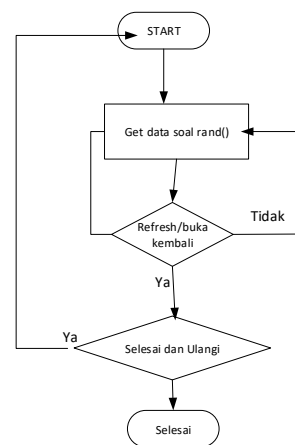 START
Get data soal rand()
Refresh/buka
kembali
Tidak
Ya
Ya
Selesai dan Ulangi
Selesai